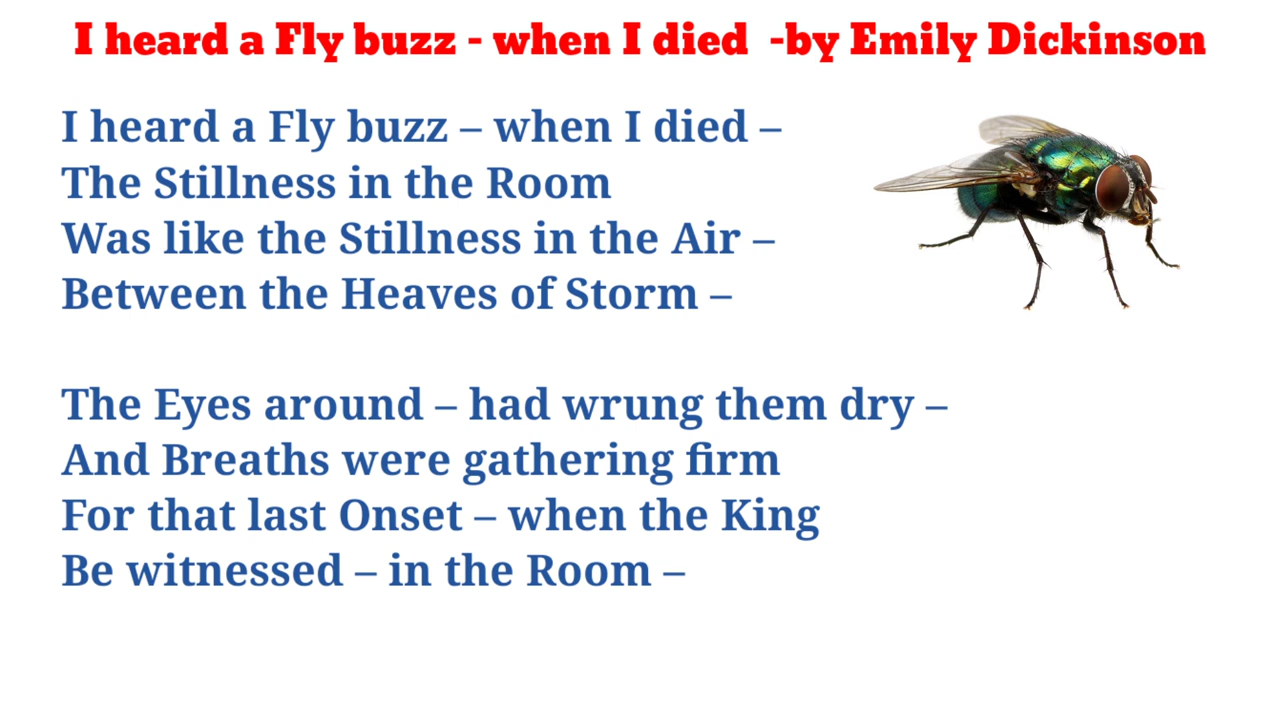 I heard a Fly buzz - when I died -by Emily Dickinson
I heard a Fly buzz – when I died –
The Stillness in the Room
Was like the Stillness in the Air –
Between the Heaves of Storm –
The Eyes around – had wrung them dry –
And Breaths were gathering firm
For that last Onset – when the King
Be witnessed – in the Room –